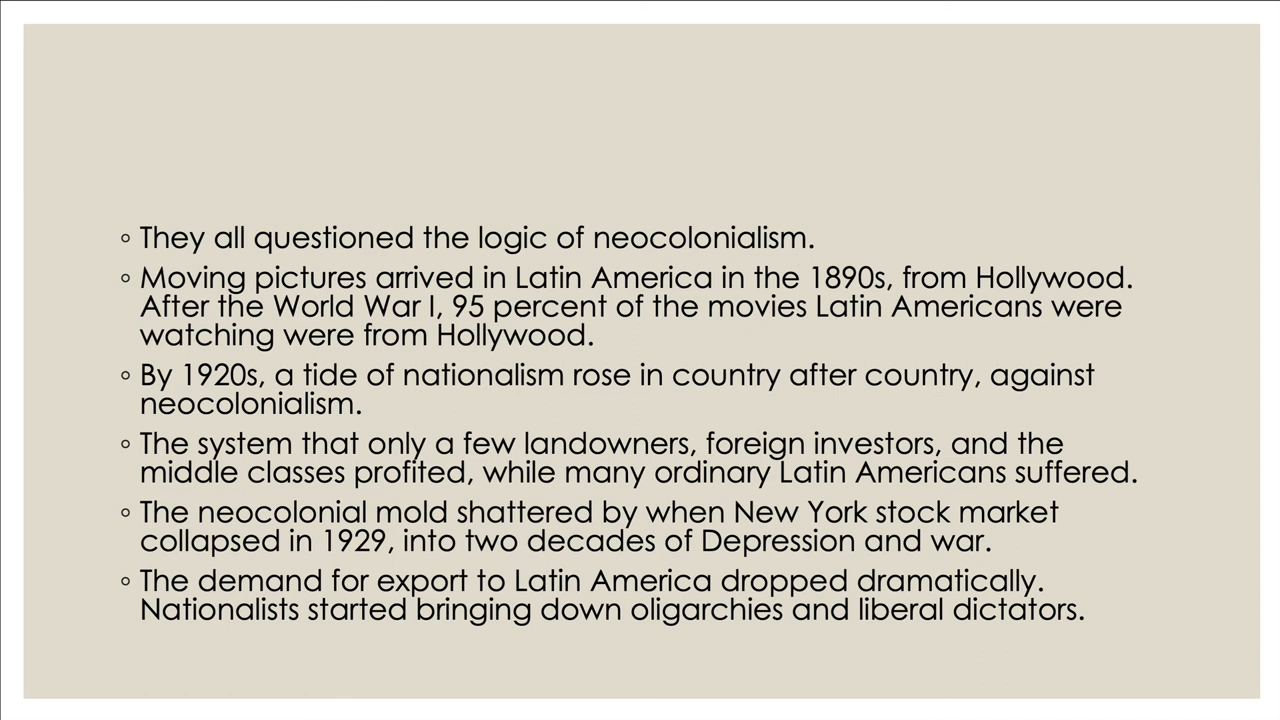 ◦ They all questioned the logic of neocolonialism.
◦ Moving pictures arrived in Latin America in the 1890s, from Hollywood.
After the World War I, 95 percent of the movies Latin Americans were
watching were from Hollywood.
◦ By 1920s, a tide of nationalism rose in country after country, against
neocolonialism.
◦ The system that only a few landowners, foreign investors, and the
middle classes profited, while many ordinary Latin Americans suffered.
◦ The neocolonial mold shattered by when New York stock market
collapsed in 1929, into two decades of Depression and war.
◦ The demand for export to Latin America dropped dramatically.
Nationalists started bringing down oligarchies and liberal dictators.